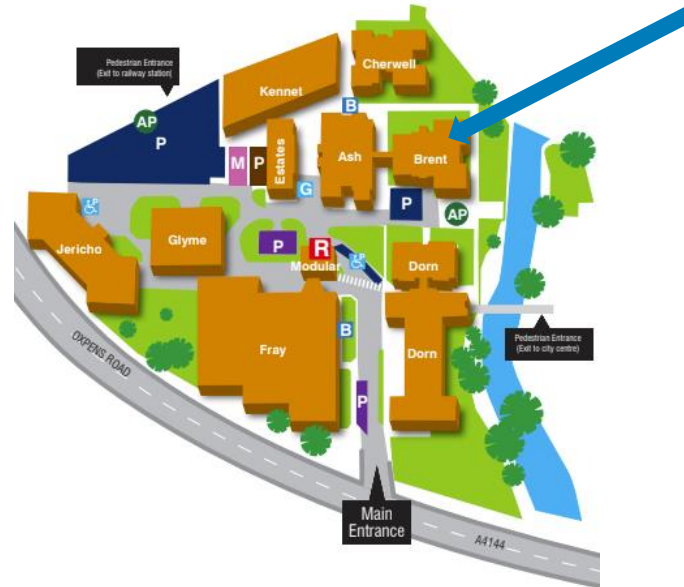 Pedestrian Entrance
(Exit to railway station)
Cherwell
Kennet
B
AP
P
M
P
Estates
Ash
Brent
G
P
AP
P
Jericho
Glyme
P
R
P
Modular
Dorn
B
Fray
Dorn
Pedestrian Entrance
(Exit to city centre)
OXPENS ROAD
P
Main
Entrance
A4144